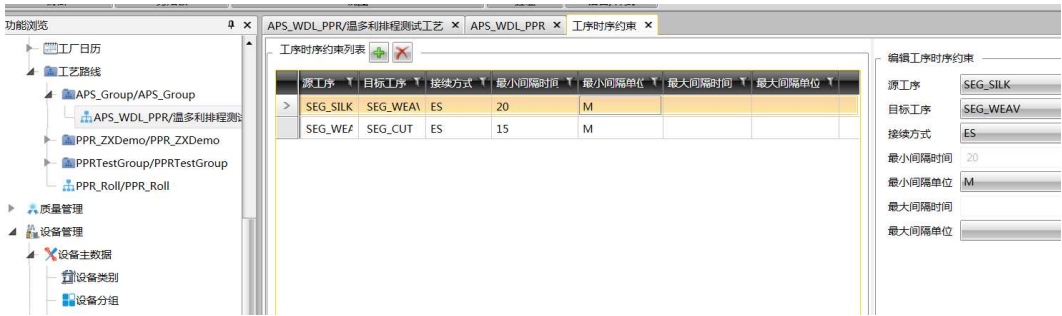 功能浏览
APS_WDL_PPR/温多利排程测试工艺
APS_WDL_PPR
工序时序约束
工厂日历
工艺路线
APS_Group/APS_Group
APS_WDL_PPR/温多利排程测试
PPR_ZXDemo/PPR_ZXDemo
PPRTestGroup/PPRTestGroup
PPR_Roll/PPR_Roll
质量管理
设备管理
设备主数据
设备类别
设备分组
工序时序约束列表
源工序 目标工序 接续方式 最小间隔时间 最小间隔单位 最大间隔时间 最大间隔单位
SEG_SILK SEG_WEAV ES 20 M
SEG_WEA SEG_CUT ES 15 M
编辑工序时序约束
源工序 SEG_SILK
目标工序 SEG_WEAV
接续方式 ES
最小间隔时间 20
最小间隔单位 M
最大间隔时间
最大间隔单位